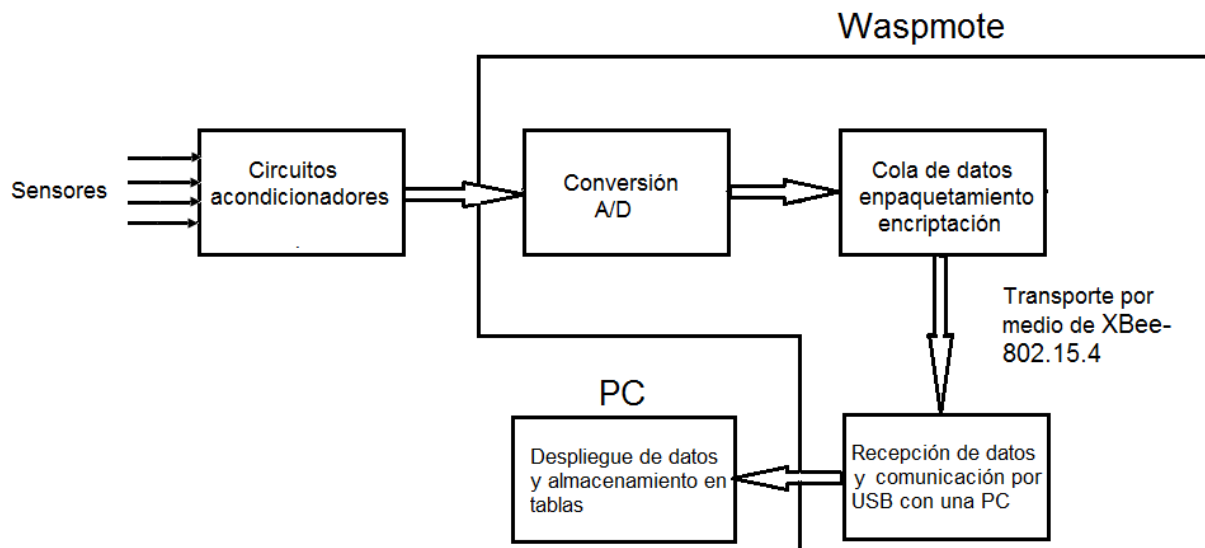 Waspmote
Sensores
Circuitos
acondicionadores
Conversión
A/D
Cola de datos
enpaquetamiento
encriptación
Transporte por
medio de XBee-
802.15.4
PC
Despliegue de datos
y almacenamiento en
tablas
Recepción de datos
y comunicación por
USB con una PC